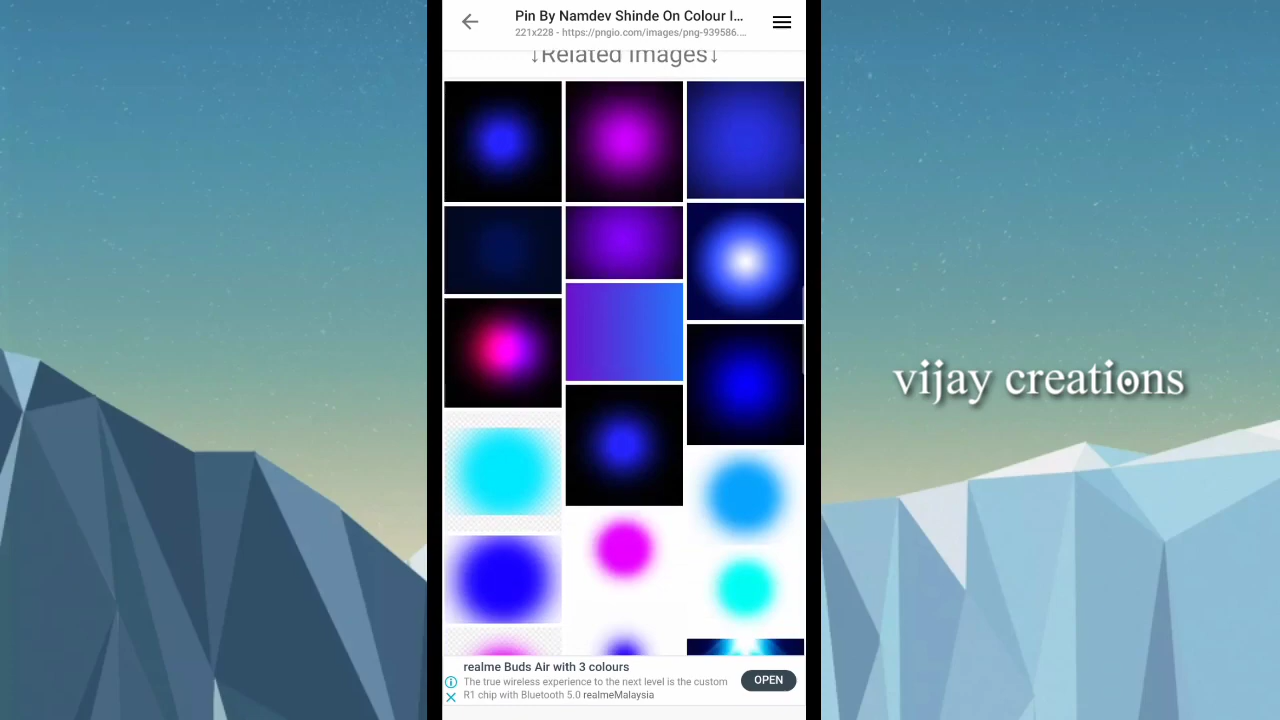 Pin By Namdev Shinde On Colour I...
221x228 - https://pngio.com/images/png-939586....
↓Related Images↓
vijay creations
realme Buds Air with 3 colours
The true wireless experience to the next level is the custom
R1 chip with Bluetooth 5.0 realmeMalaysia
OPEN